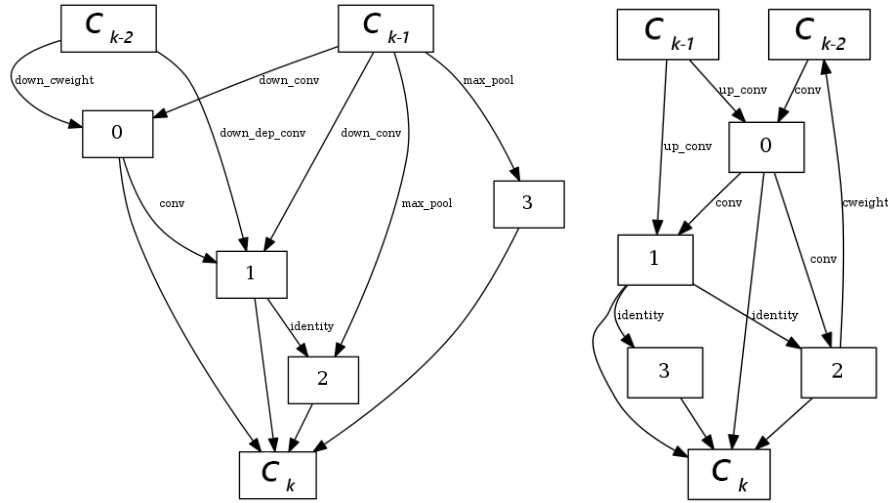 C k-2
C k-1
C k-1
C k-2
down_cweight
down_conv
max_pool
up_conv
conv
0
down_dep_conv
down_conv
0
up_conv
conv
max_pool
3
conv
cweight
1
1
conv
identity
identity
identity
2
3
2
C k
C k